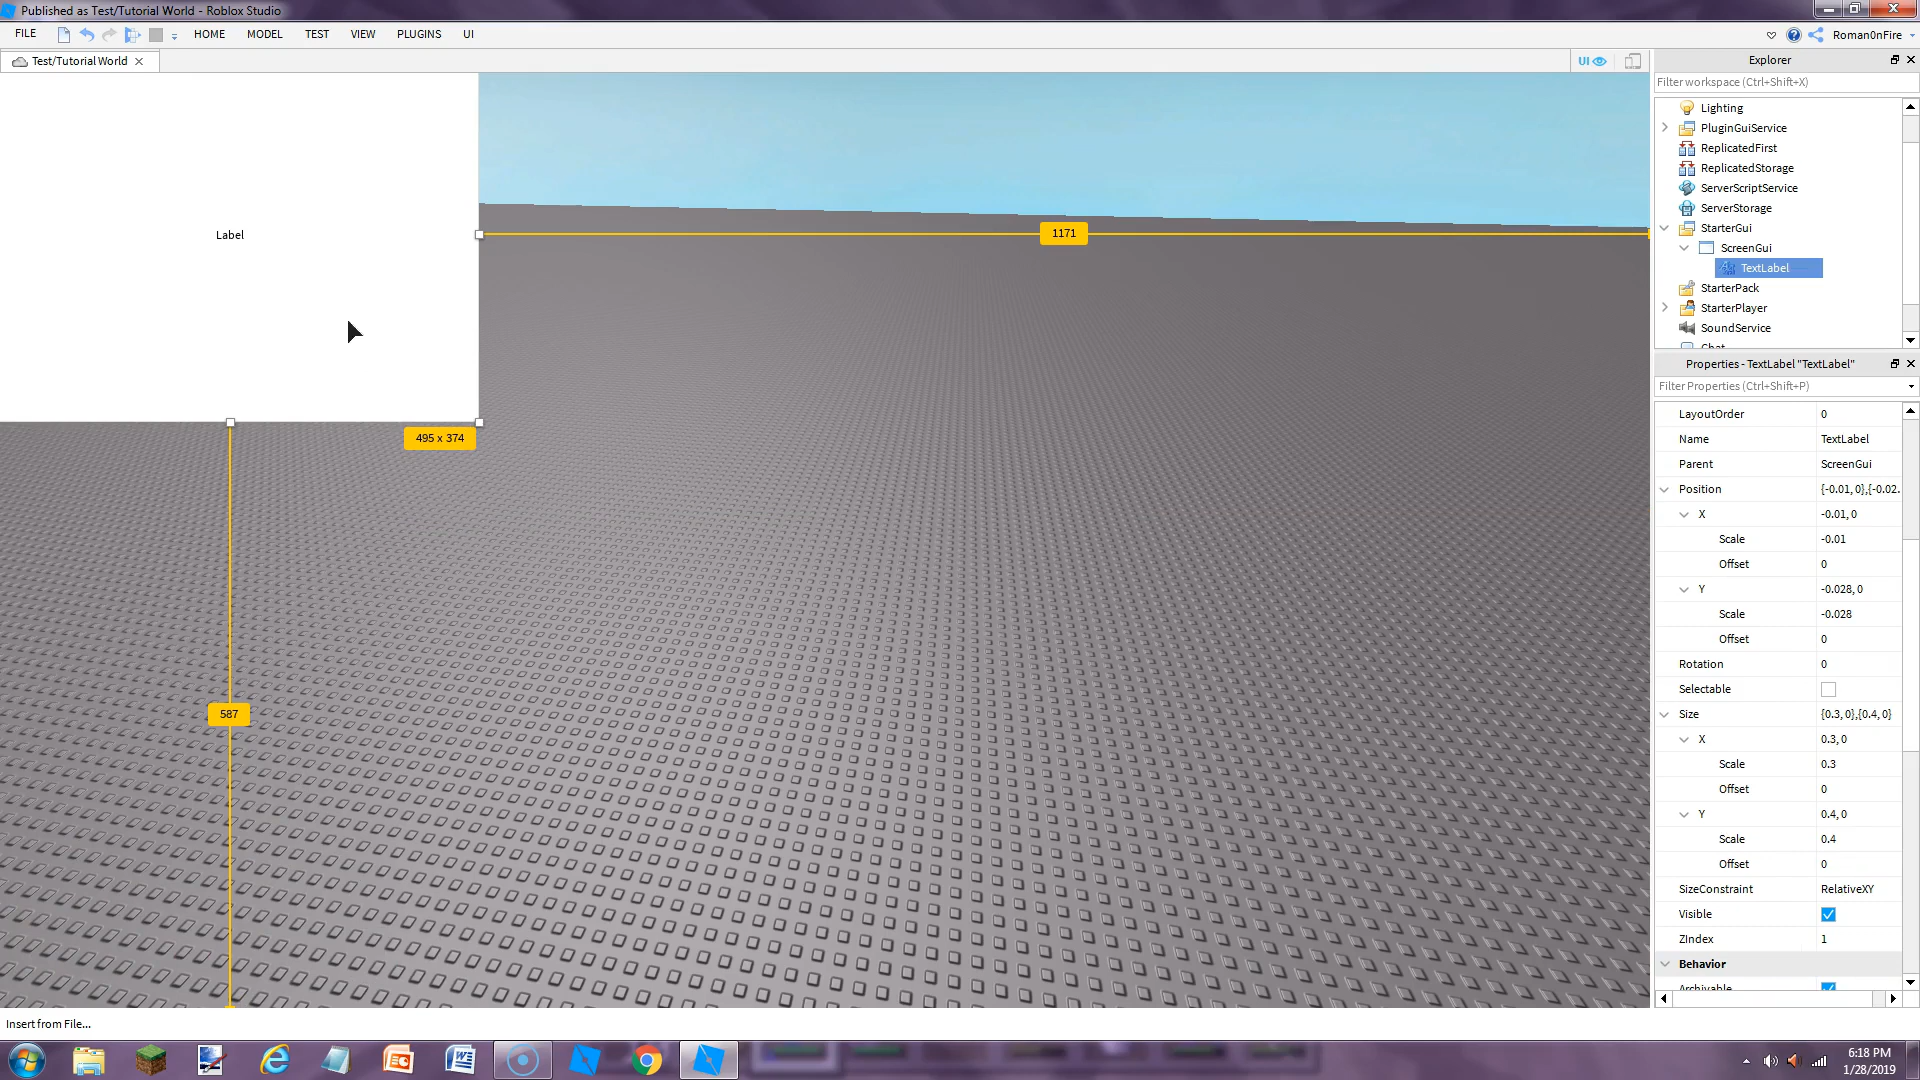 Published as Test/Tutorial World - Roblox Studio
FILE
HOME
MODEL
TEST
VIEW
PLUGINS
UI
Roman0nFire
Test/Tutorial World
UI
Explorer
Filter workspace (Ctrl+Shift+X)
Lighting
PluginGuiService
ReplicatedFirst
ReplicatedStorage
ServerScriptService
ServerStorage
StarterGui
ScreenGui
TextLabel
StarterPack
StarterPlayer
SoundService
Chat
Label
1171
495 x 374
587
Properties - TextLabel "TextLabel"
Filter Properties (Ctrl+Shift+P)
LayoutOrder 0
Name TextLabel
Parent ScreenGui
Position {-0.01, 0},{-0.02.
X -0.01, 0
Scale -0.01
Offset 0
Y -0.028, 0
Scale -0.028
Offset 0
Rotation 0
Selectable
Size {0.3, 0},{0.4, 0}
X 0.3, 0
Scale 0.3
Offset 0
Y 0.4, 0
Scale 0.4
Offset 0
SizeConstraint RelativeXY
Visible
ZIndex 1
Behavior
Archivable
Insert from File...
6:18 PM
1/28/2019